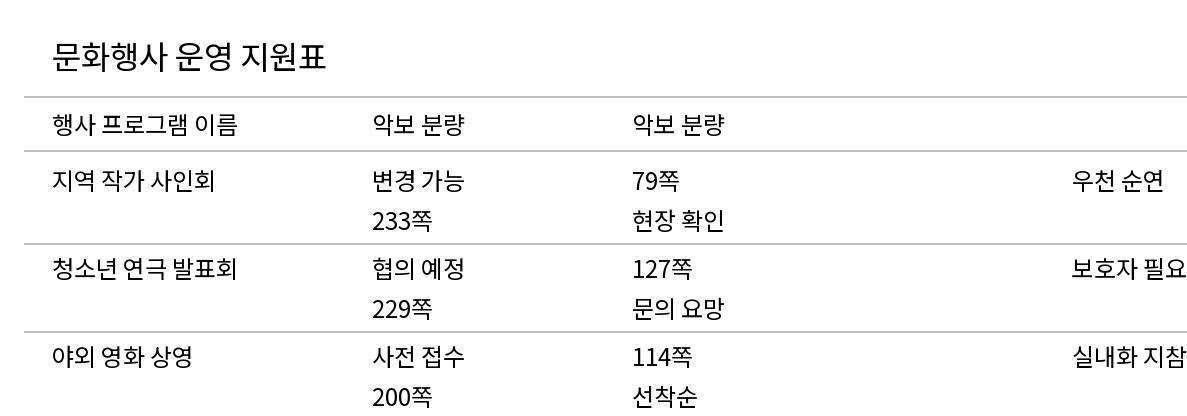 문화행사 운영 지원표
행사 프로그램 이름 악보 분량 악보 분량
지역 작가 사인회 변경 가능 79쪽 우천 순연
233쪽 현장 확인
청소년 연극 발표회 협의 예정 127쪽 보호자 필요
229쪽 문의 요망
야외 영화 상영 사전 접수 114쪽 실내화 지참
200쪽 선착순